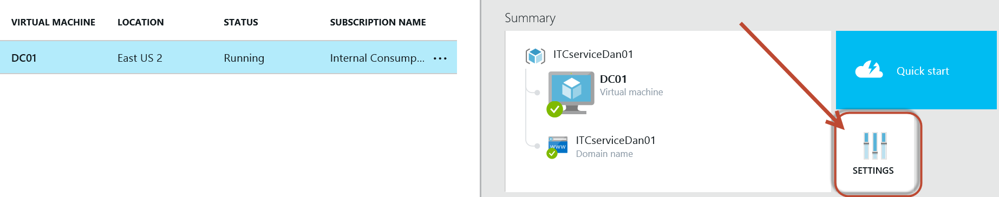 VIRTUAL MACHINE LOCATION STATUS SUBSCRIPTION NAME
DC01 East US 2 Running Internal Consump... ...
Summary
ITCserviceDan01
DC01
Virtual machine
www
ITCserviceDan01
Domain name
Quick start
SETTINGS